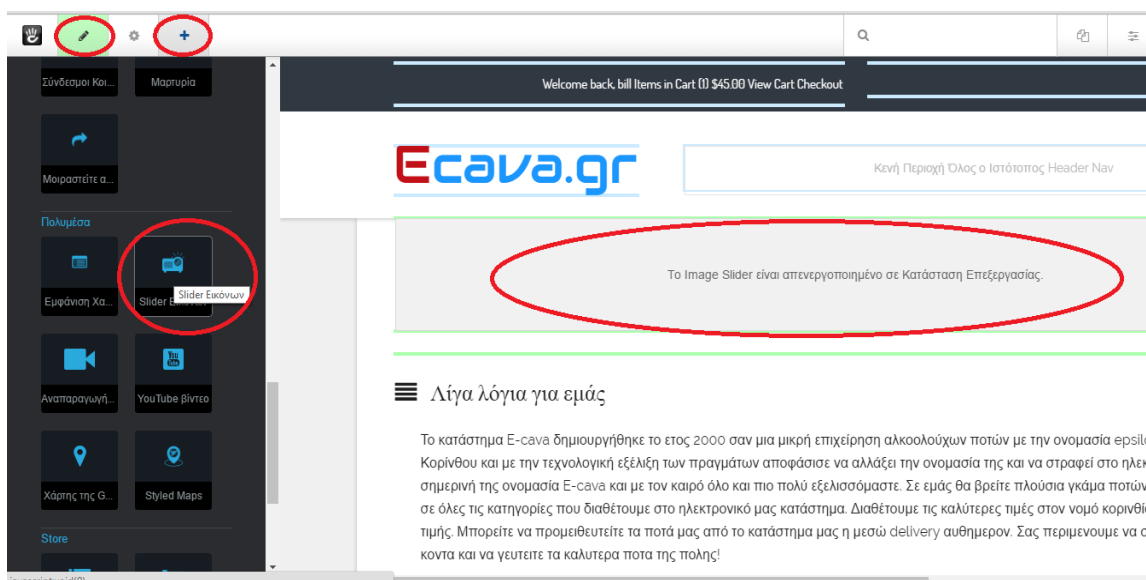 Σύνδεσμοι Κοι...
Μαρτυρία
Μοιραστείτε α...
Πολυμέσα
Εμφάνιση Χα...
Slider Εικόνων
Slider Εικόνων
Αναπαραγωγή...
YouTube βίντεο
Χάρτης της G...
Styled Maps
Store
Welcome back, bill Items in Cart (1) $45.00 View Cart Checkout
Ecava.gr
Κενή Περιοχή Όλος ο Ιστότοπος Header Nav
Το Image Slider είναι απενεργοποιημένο σε Κατάσταση Επεξεργασίας.
Λίγα λόγια για εμάς
Το κατάστημα E-cava δημιουργήθηκε το ετος 2000 σαν μια μικρή επιχείρηση αλκοολούχων ποτών με την ονομασία
Κορίνθου και με την τεχνολογική εξέλιξη των πραγμάτων αποφάσισε να αλλάξει την ονομασία της και να στραφεί στο
σημερινή της ονομασία E-cava και με τον καιρό όλο και πιο πολύ εξελισσόμαστε. Σε εμάς θα βρείτε πλούσια γκάμα ποτών
σε όλες τις κατηγορίες που διαθέτουμε στο ηλεκτρονικό μας κατάστημα. Διαθέτουμε τις καλύτερες τιμές στον νομό
τιμής. Μπορείτε να προμειθευτείτε τα ποτά μας από το κατάστημα μας η μεσώ delivery αυθημερον. Σας περιμενουμε να
κοντα και να γευτειτε τα καλυτερα ποτα της πολης!